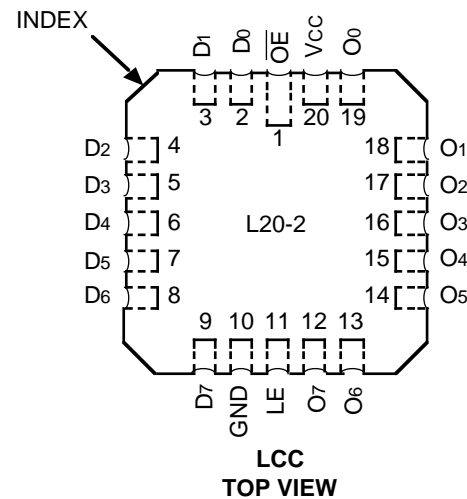 INDEX
D1 D0 OE VCC O0
3 2 1 20 19
D2 4 18 O1
D3 5 17 O2
D4 6 L20-2 16 O3
D5 7 15 O4
D6 8 14 O5
9 10 11 12 13
D7 GND LE O7 O6
LCC
TOP VIEW